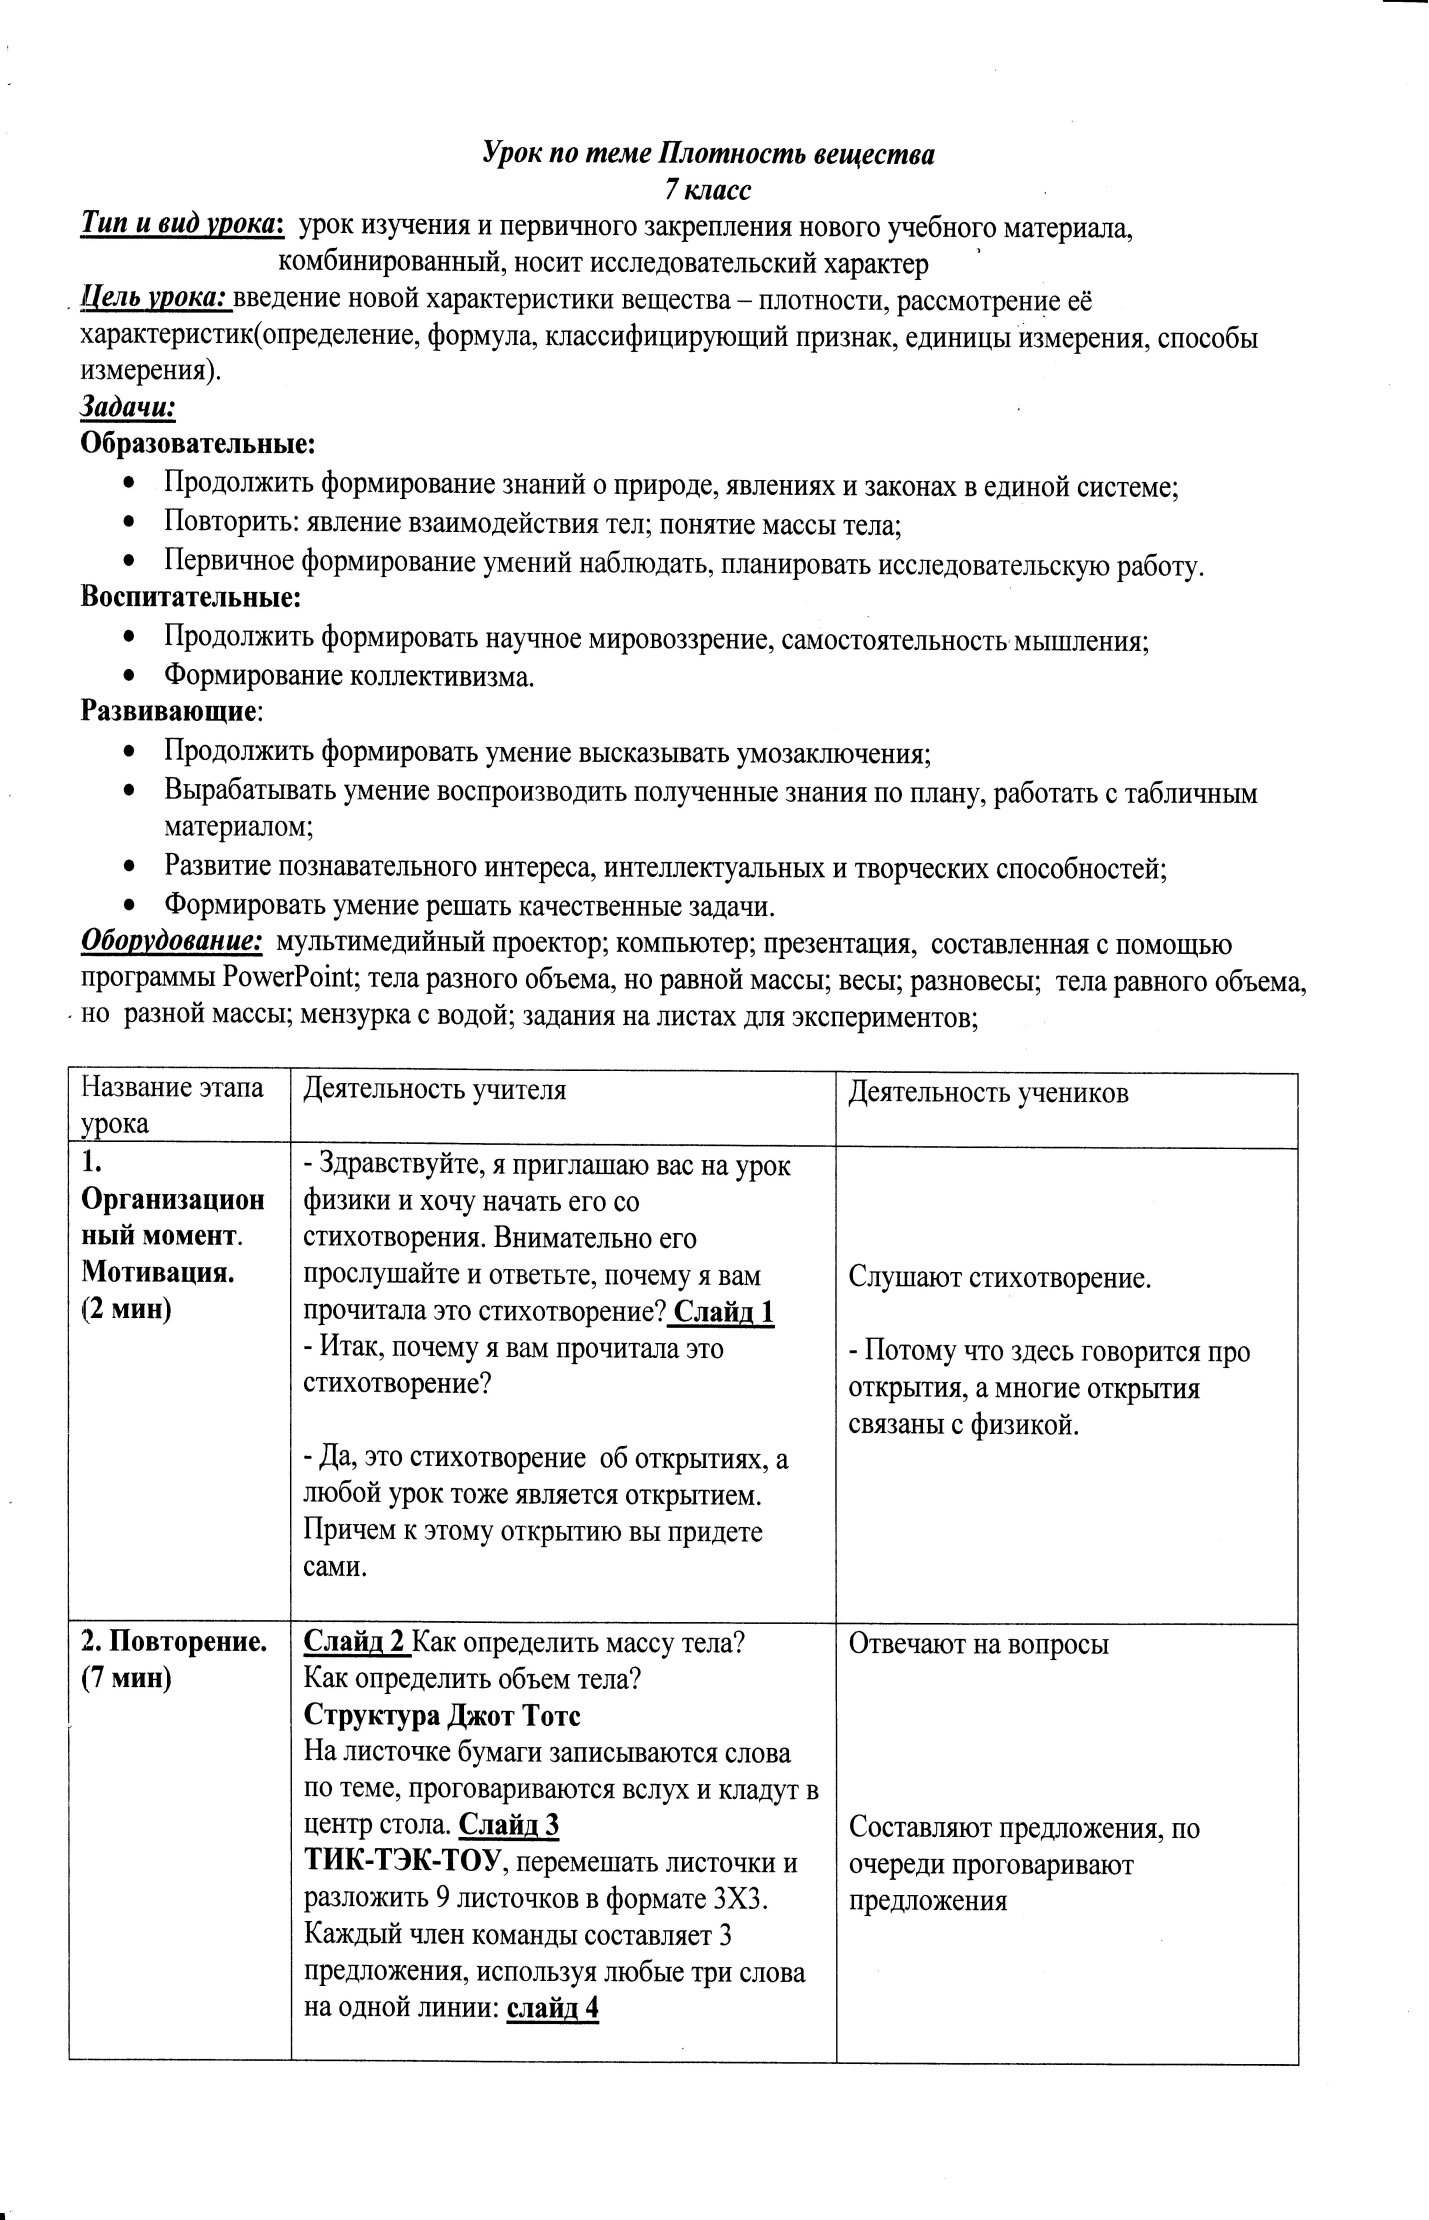 Урок по теме Плотность вещества
7 класс
Тип и вид урока: урок изучения и первичного закрепления нового учебного материала,
комбинированный, носит исследовательский характер
Цель урока: введение новой характеристики вещества – плотности, рассмотрение её
характеристик(определение, формула, классифицирующий признак, единицы измерения, способы
измерения).
Задачи:
Образовательные:
• Продолжить формирование знаний о природе, явлениях и законах в единой системе;
• Повторить: явление взаимодействия тел; понятие массы тела;
• Первичное формирование умений наблюдать, планировать исследовательскую работу.
Воспитательные:
• Продолжить формировать научное мировоззрение, самостоятельность мышления;
• Формирование коллективизма.
Развивающие:
• Продолжить формировать умение высказывать умозаключения;
• Вырабатывать умение воспроизводить полученные знания по плану, работать с табличным
материалом;
• Развитие познавательного интереса, интеллектуальных и творческих способностей;
• Формировать умение решать качественные задачи.
Оборудование: мультимедийный проектор; компьютер; презентация, составленная с помощью
программы PowerPoint; тела разного объема, но равной массы; весы; разновесы; тела равного объема,
но разной массы; мензурка с водой; задания на листах для экспериментов;
Название этапа
урока
Деятельность учителя
Деятельность учеников
1.
Организацион
ный момент.
Мотивация.
(2 мин)
- Здравствуйте, я приглашаю вас на урок
физики и хочу начать его со
стихотворения. Внимательно его
прослушайте и ответьте, почему я вам
прочитала это стихотворение? Слайд 1
- Итак, почему я вам прочитала это
стихотворение?
- Да, это стихотворение об открытиях, а
любой урок тоже является открытием.
Причем к этому открытию вы придете
сами.
Слушают стихотворение.
- Потому что здесь говорится про
открытия, а многие открытия
связаны с физикой.
2. Повторение.
(7 мин)
Слайд 2 Как определить массу тела?
Как определить объем тела?
Структура Джот Тотс
На листочке бумаги записываются слова
по теме, проговариваются вслух и кладут в
центр стола. Слайд 3
ТИК-ТЭК-ТОУ, перемешать листочки и
разложить 9 листочков в формате 3Х3.
Каждый член команды составляет 3
предложения, используя любые три слова
на одной линии: слайд 4
Отвечают на вопросы
Составляют предложения, по
очереди проговаривают
предложения